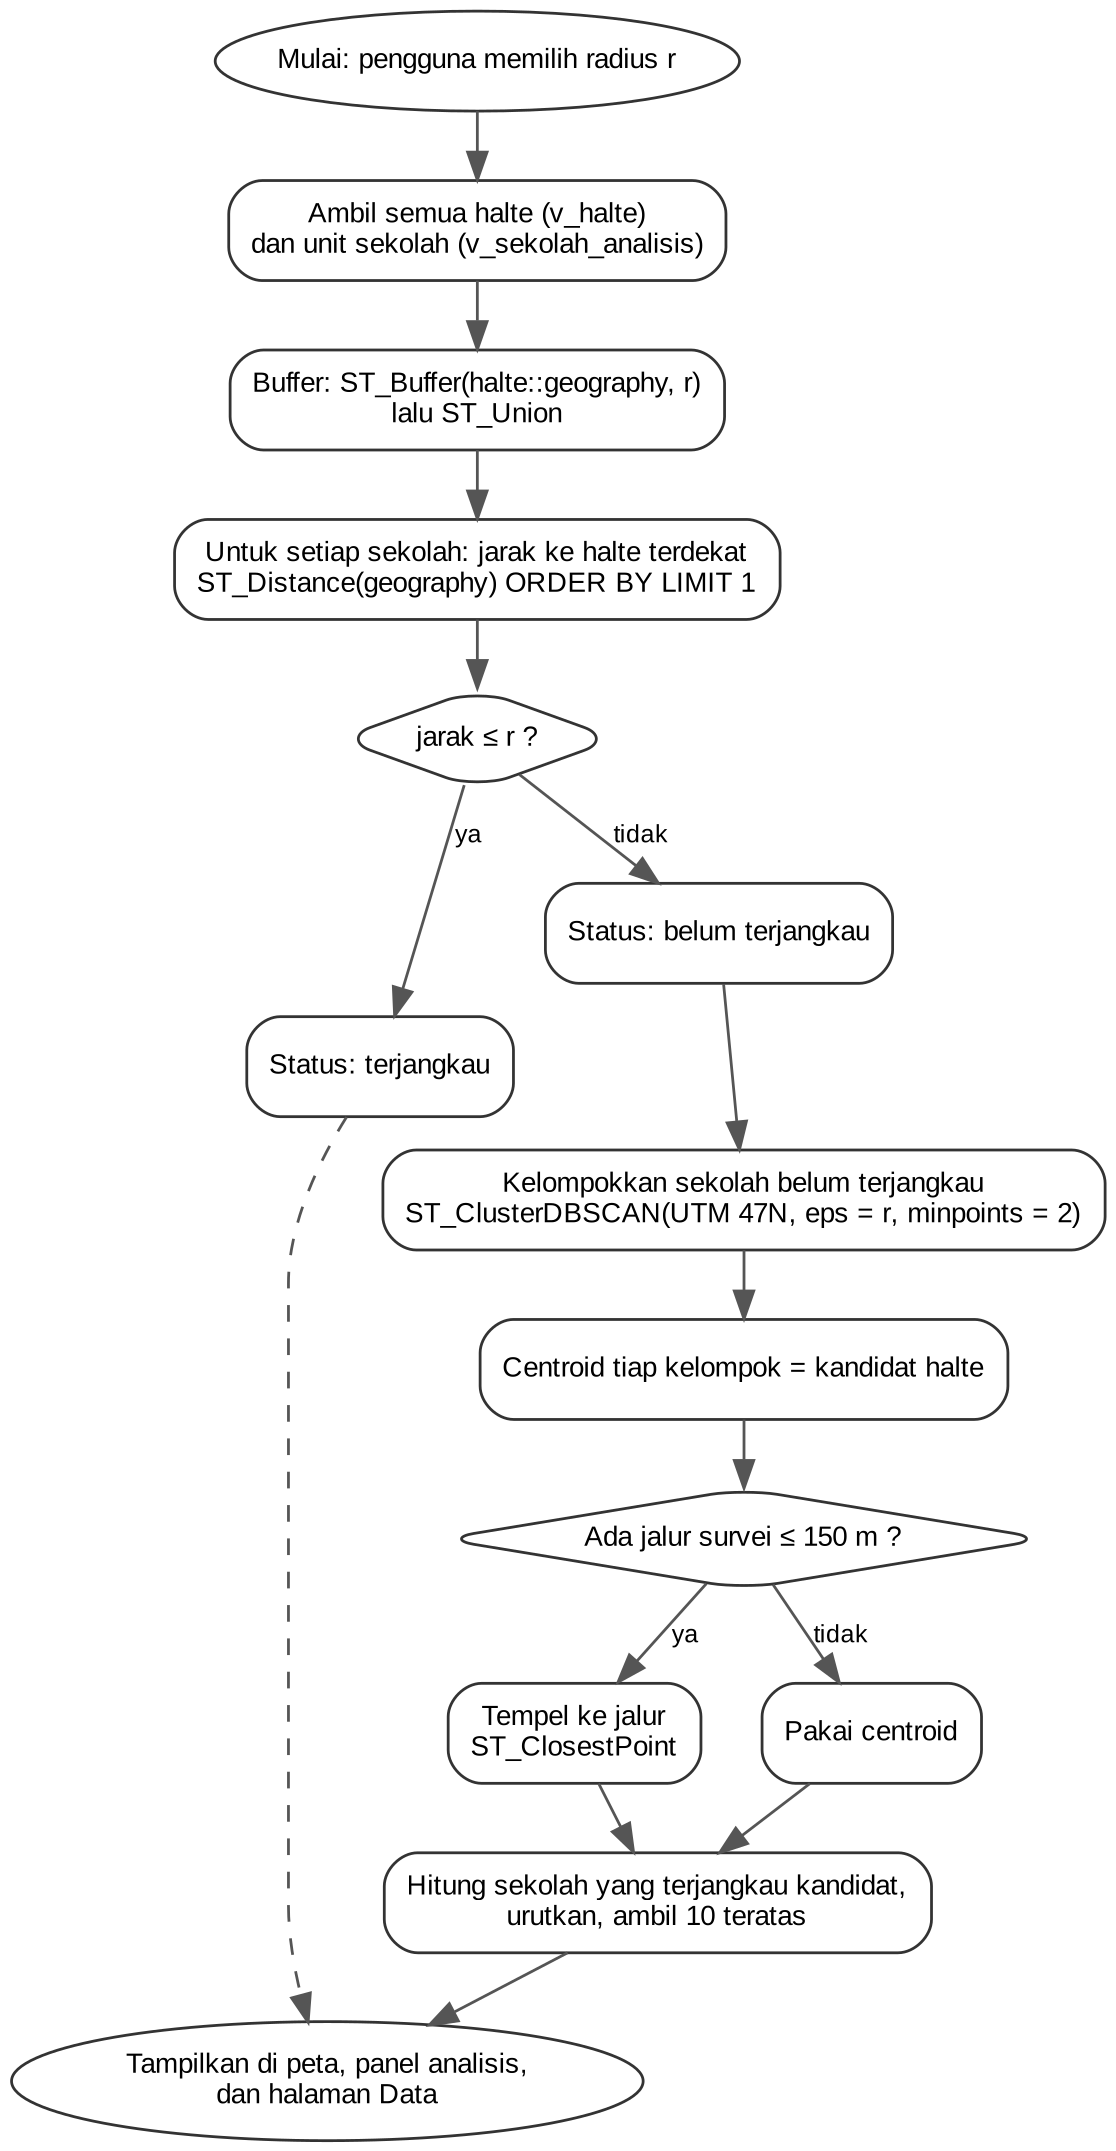 Mulai: pengguna memilih radius r
Ambil semua halte (v_halte)
dan unit sekolah (v_sekolah_analisis)
Buffer: ST_Buffer(halte::geography, r)
lalu ST_Union
Untuk setiap sekolah: jarak ke halte terdekat
ST_Distance(geography) ORDER BY LIMIT 1
jarak ≤ r ?
ya
tidak
Status: belum terjangkau
Status: terjangkau
Kelompokkan sekolah belum terjangkau
ST_ClusterDBSCAN(UTM 47N, eps = r, minpoints = 2)
Centroid tiap kelompok = kandidat halte
Ada jalur survei ≤ 150 m ?
ya
tidak
Tempel ke jalur
ST_ClosestPoint
Pakai centroid
Hitung sekolah yang terjangkau kandidat,
urutkan, ambil 10 teratas
Tampilkan di peta, panel analisis,
dan halaman Data